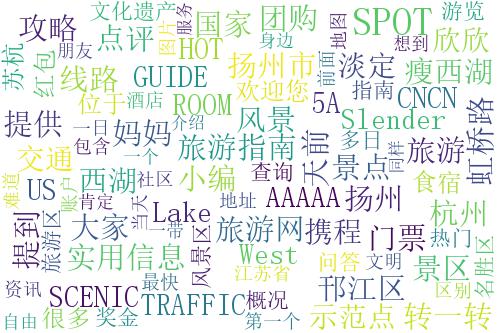 文化遗产 服务 国家 团购 地图 SPOT 游览
攻略 朋友 点评 图片 HOT 身边 想到 欣欣
苏杭 红包 线路 GUIDE 扬州市 前面 淡定 瘦西湖
位于 酒店 ROOM 欢迎您 5A 指南 CNCN
提供 一日 妈妈 介绍 风景 Slender 虹桥路
包含 一个 旅游指南 天前 多日 景点 同样 旅游
交通 西湖 小编 查询 食宿
难道 US 账户 社区 AAAAA 扬州 杭州
肯定 当天 Lake 地址 旅游网 携程 门票 热门
提到 旅游区 大家 一带 风景区 West 问答 文明 景区 名胜区
实用信息 江苏省 邗江区 区别
资讯 SCENIC 最快 TRAFFIC 概况
自由 很多 奖金 第一个 示范点 转一转